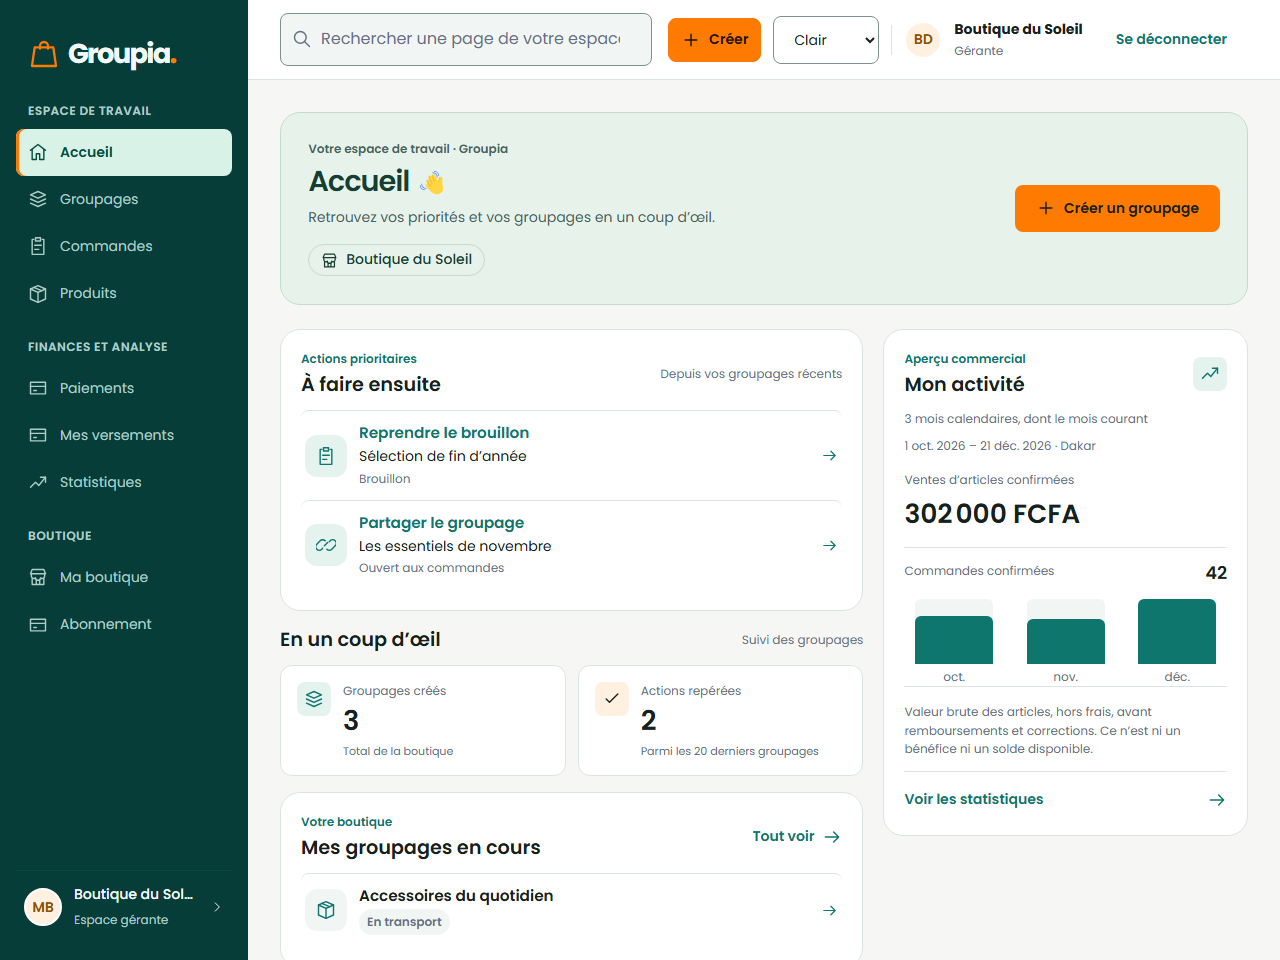 Groupia.
ESPACE DE TRAVAIL
Accueil
Groupages
Commandes
Produits
FINANCES ET ANALYSE
Paiements
Mes versements
Statistiques
BOUTIQUE
Ma boutique
Abonnement
MB
Boutique du Sol...
Espace gérante
Rechercher une page de votre espac
Créer
Clair
BD
Boutique du Soleil
Gérante
Se déconnecter
Votre espace de travail · Groupia
Accueil 👋
Retrouvez vos priorités et vos groupages en un coup d’œil.
Boutique du Soleil
Créer un groupage
Actions prioritaires
À faire ensuite
Depuis vos groupages récents
Reprendre le brouillon
Sélection de fin d’année
Brouillon
Partager le groupage
Les essentiels de novembre
Ouvert aux commandes
En un coup d’œil
Suivi des groupages
Groupages créés
3
Total de la boutique
Actions repérées
2
Parmi les 20 derniers groupages
Votre boutique
Mes groupages en cours
Tout voir
Accessoires du quotidien
En transport
Aperçu commercial
Mon activité
3 mois calendaires, dont le mois courant
1 oct. 2026 – 21 déc. 2026 · Dakar
Ventes d’articles confirmées
302 000 FCFA
Commandes confirmées
42
oct.
nov.
déc.
Valeur brute des articles, hors frais, avant
remboursements et corrections. Ce n’est ni un
bénéfice ni un solde disponible.
Voir les statistiques